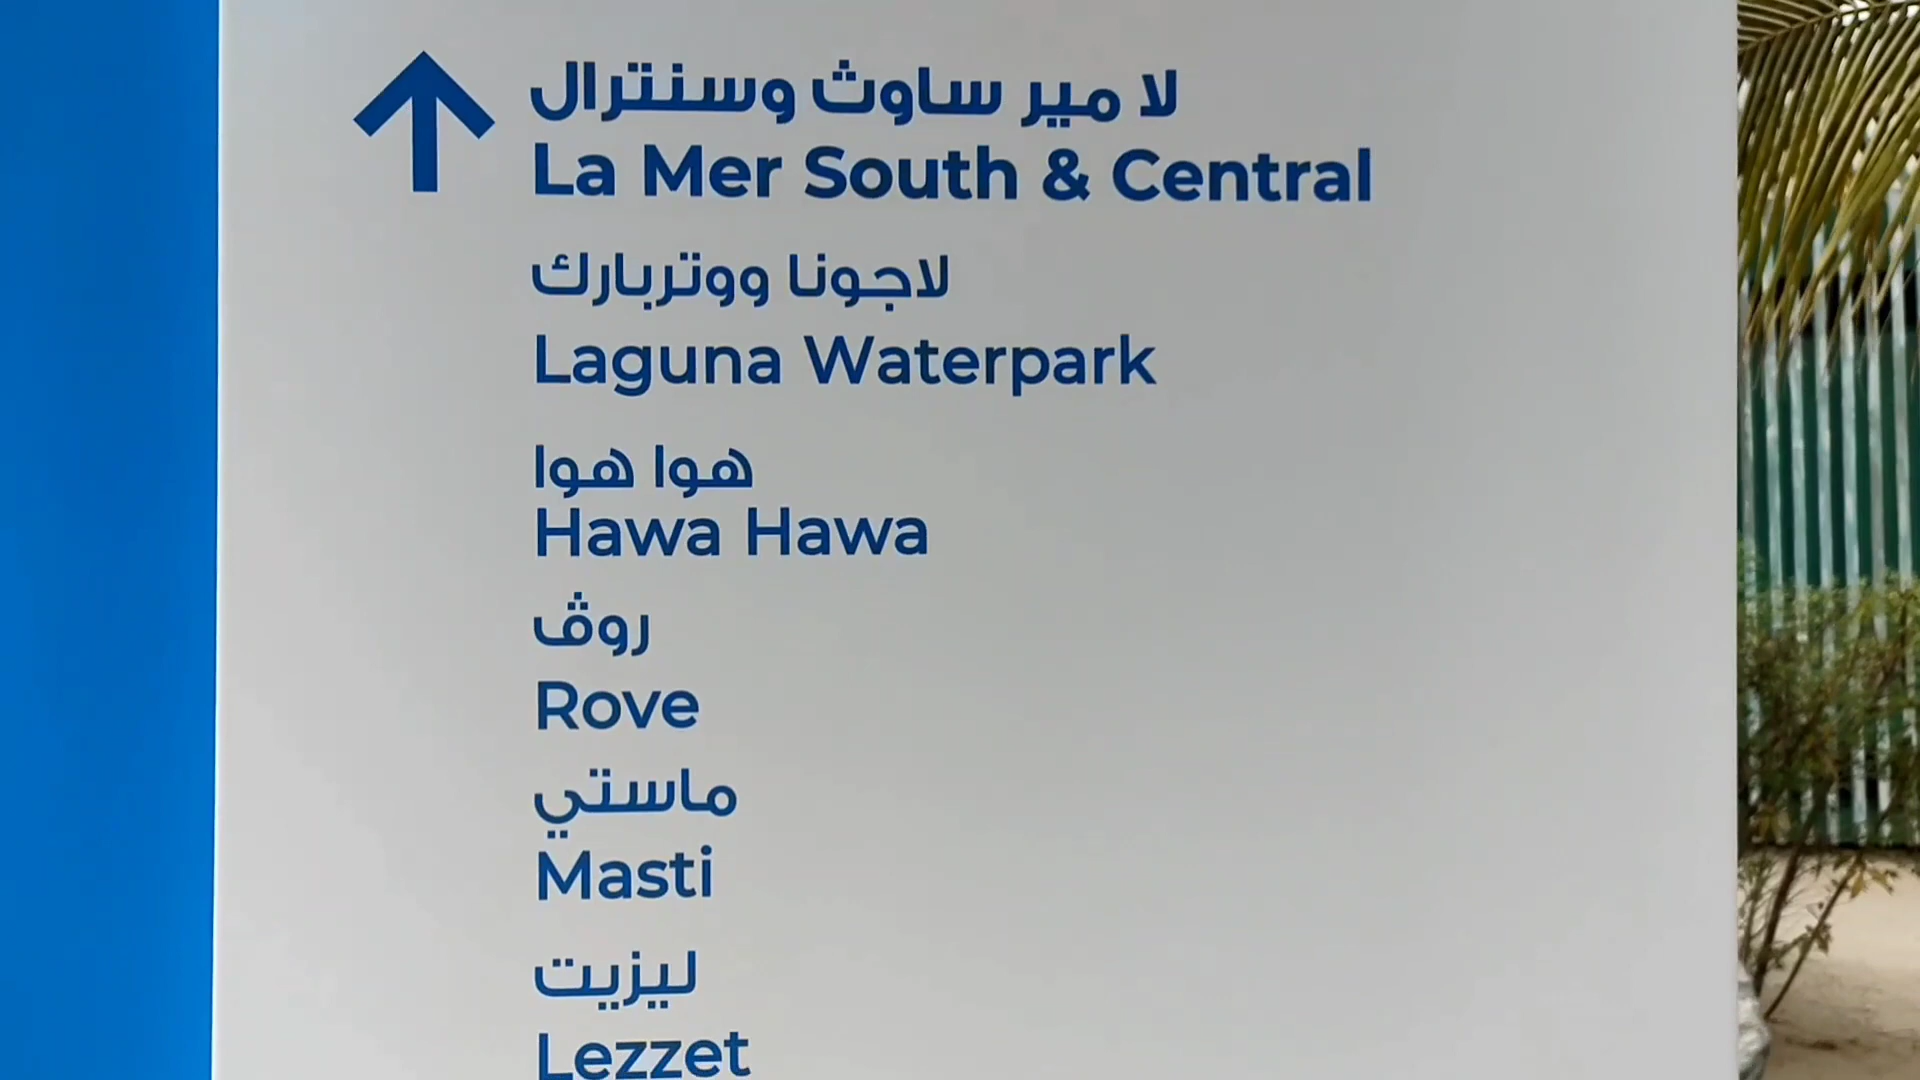 لا مير ساوث وسنترال
La Mer South & Central
لاجونا ووتربارك
Laguna Waterpark
هوا هوا
Hawa Hawa
روڤ
Rove
ماستي
Masti
ليزيت
Lezzet